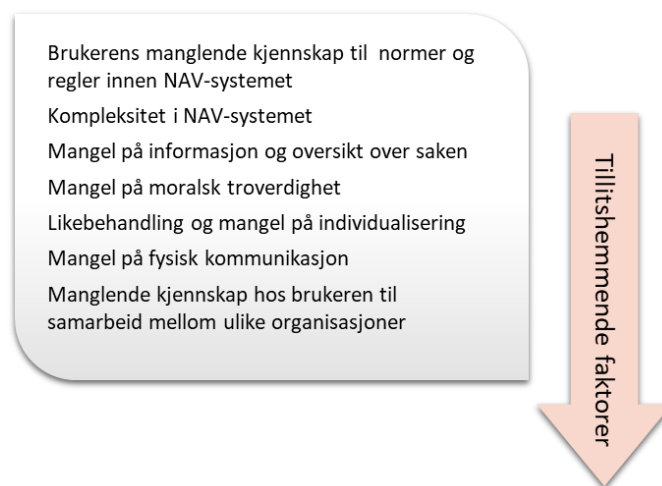 Brukerens manglende kjennskap til normer og
regler innen NAV-systemet
Kompleksitet i NAV-systemet
Mangel på informasjon og oversikt over saken
Mangel på moralsk troverdighet
Likebehandling og mangel på individualisering
Mangel på fysisk kommunikasjon
Manglende kjennskap hos brukeren til
samarbeid mellom ulike organisasjoner
Tillitshemmende faktorer